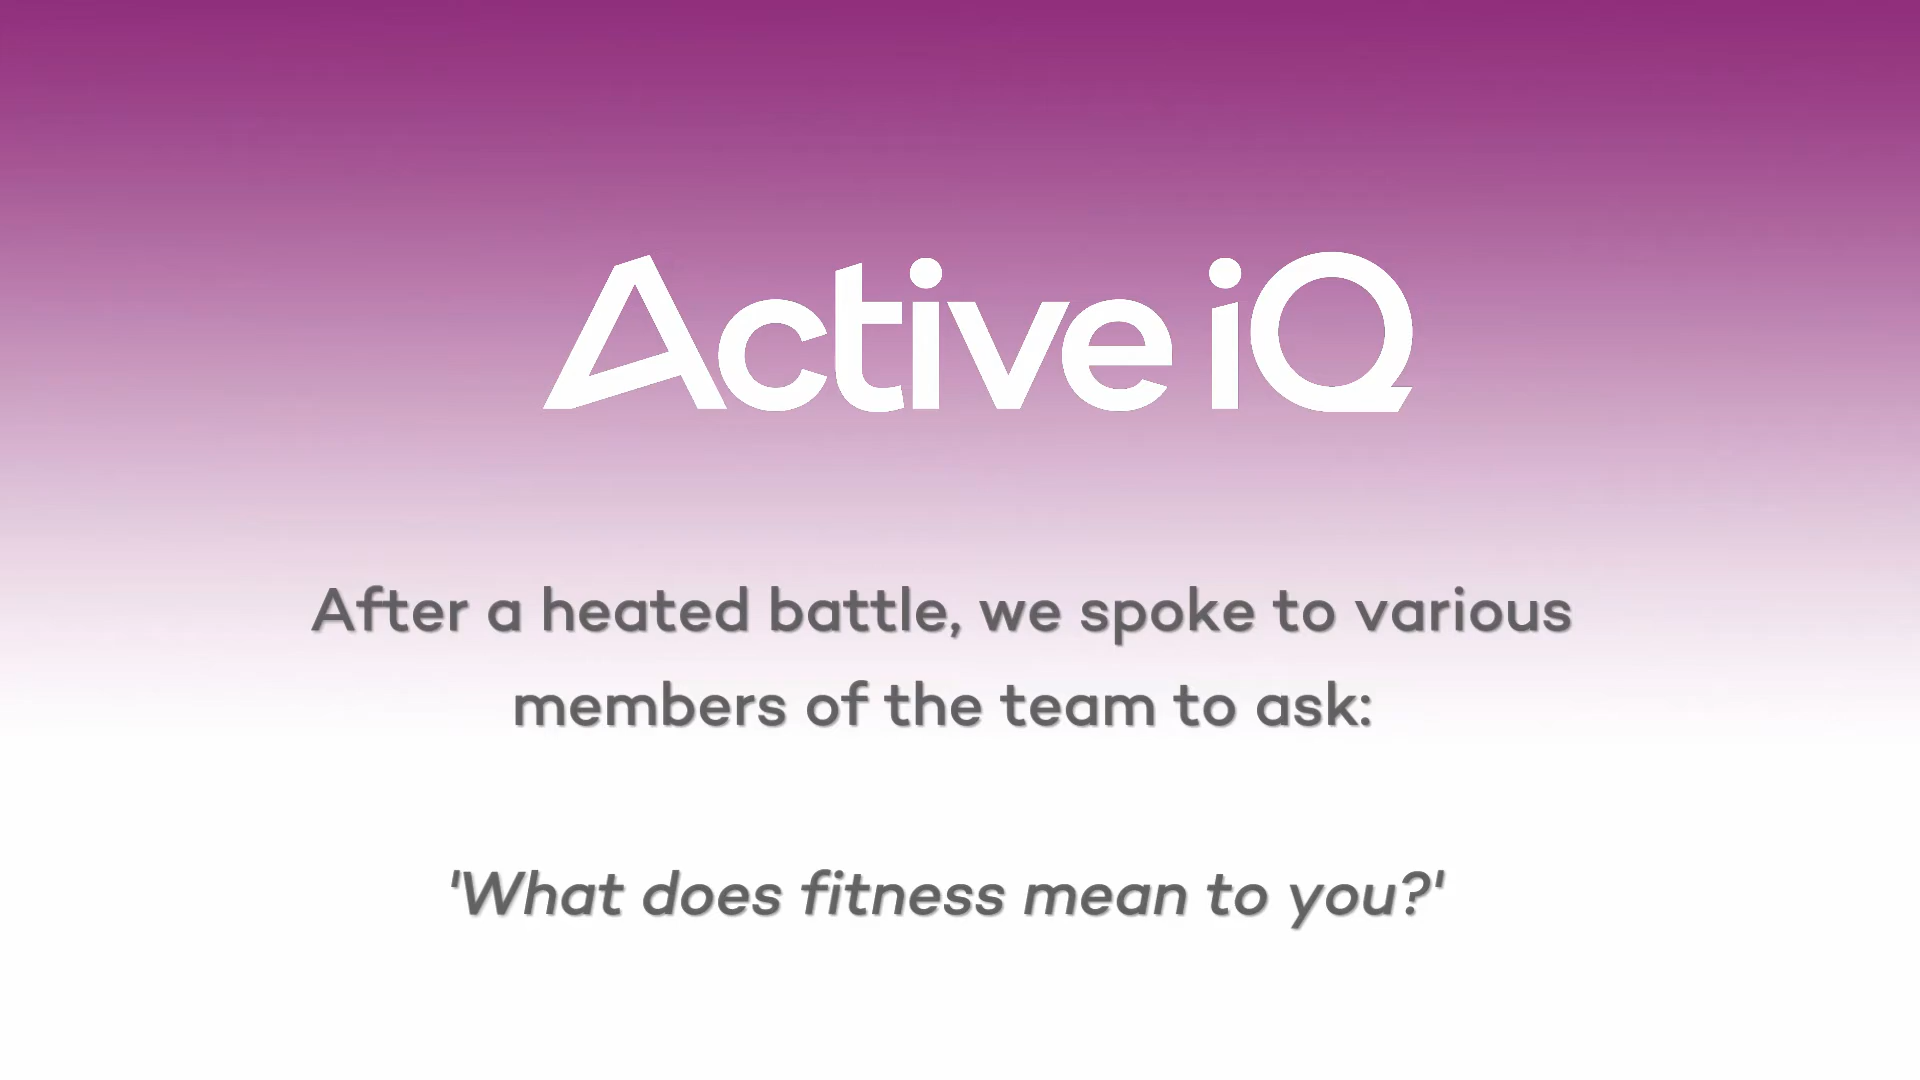 Active iQ
After a heated battle, we spoke to various
members of the team to ask:
'What does fitness mean to you?'